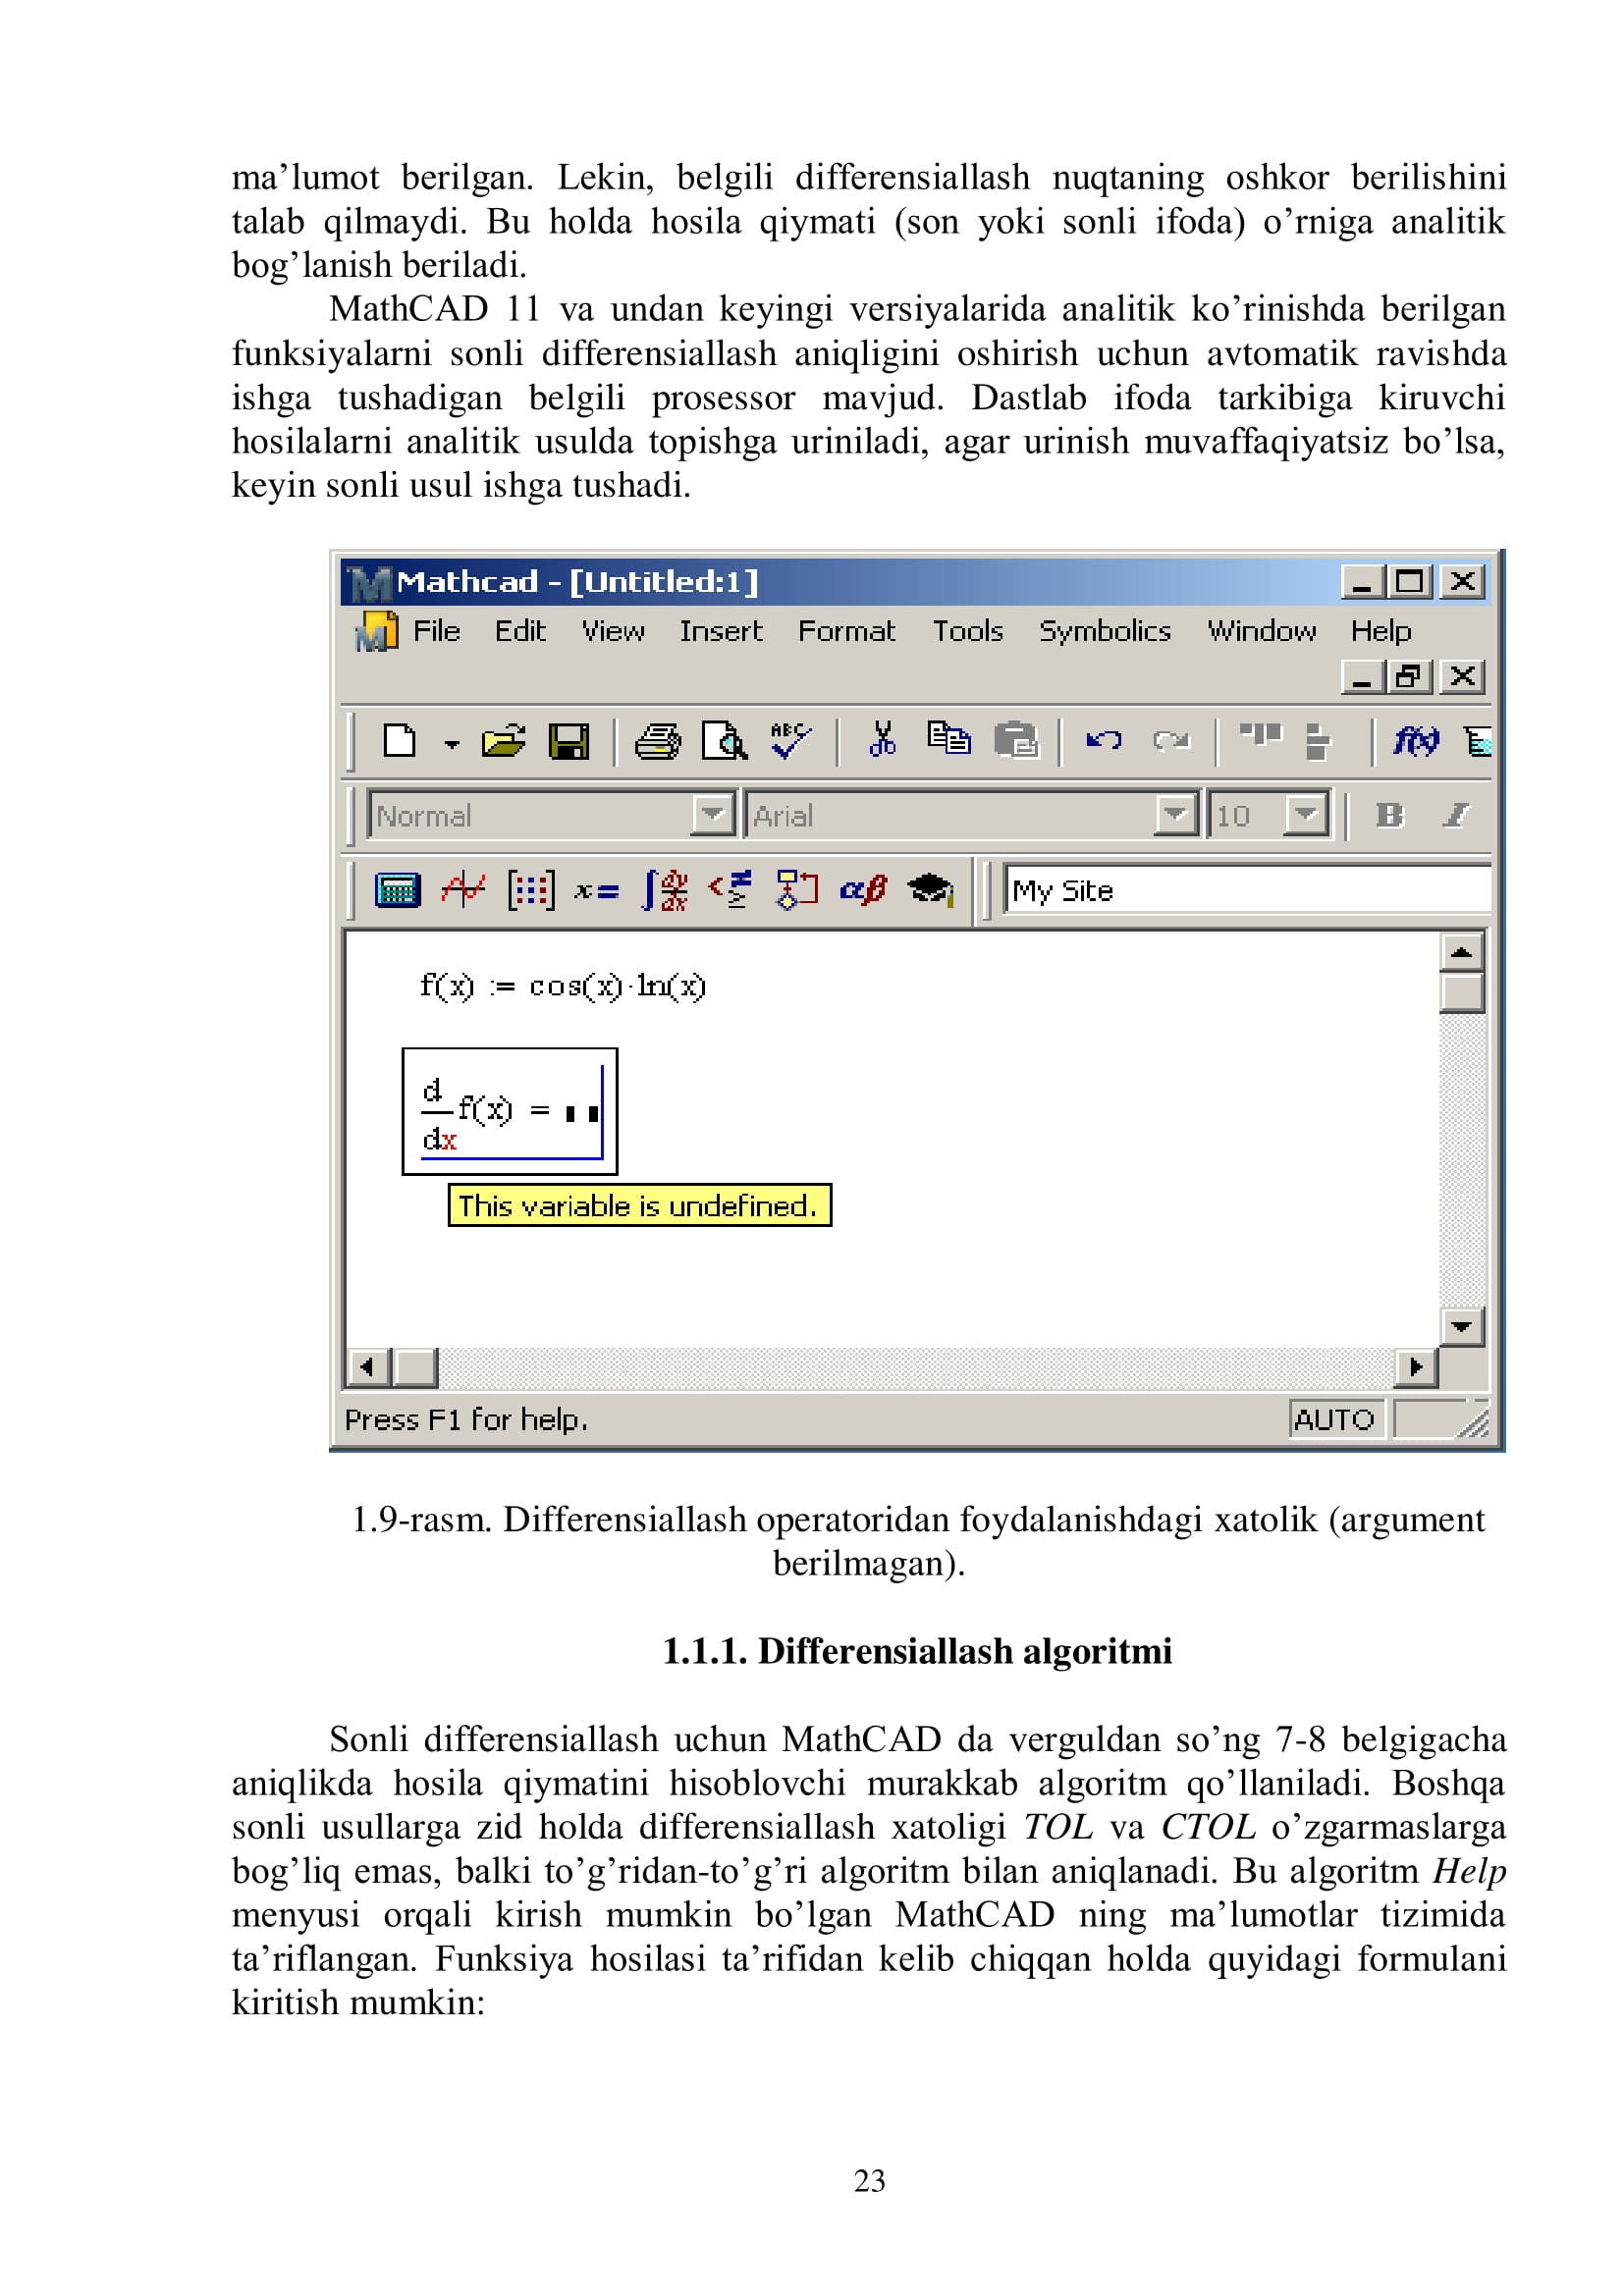 ma’lumot berilgan. Lekin, belgili differensiallash nuqtaning oshkor berilishini
talab qilmaydi. Bu holda hosila qiymati (son yoki sonli ifoda) o’rniga analitik
bog’lanish beriladi.
MathCAD 11 va undan keyingi versiyalarida analitik ko’rinishda berilgan
funksiyalarni sonli differensiallash aniqligini oshirish uchun avtomatik ravishda
ishga tushadigan belgili prosessor mavjud. Dastlab ifoda tarkibiga kiruvchi
hosilalarni analitik usulda topishga uriniladi, agar urinish muvaffaqiyatsiz bo’lsa,
keyin sonli usul ishga tushadi.
Mathcad - [Untitled:1]
File Edit View Insert Format Tools Symbolics Window Help
ABC f(x)
Normal Arial 10 B I
x= ∫ dy/dx αβ My Site
f(x) := cos(x)·ln(x)
d
f(x) =
dx
This variable is undefined.
Press F1 for help. AUTO
1.9-rasm. Differensiallash operatoridan foydalanishdagi xatolik (argument
berilmagan).
1.1.1. Differensiallash algoritmi
Sonli differensiallash uchun MathCAD da verguldan so’ng 7-8 belgigacha
aniqlikda hosila qiymatini hisoblovchi murakkab algoritm qo’llaniladi. Boshqa
sonli usullarga zid holda differensiallash xatoligi TOL va CTOL o’zgarmaslarga
bog’liq emas, balki to’g’ridan-to’g’ri algoritm bilan aniqlanadi. Bu algoritm Help
menyusi orqali kirish mumkin bo’lgan MathCAD ning ma’lumotlar tizimida
ta’riflangan. Funksiya hosilasi ta’rifidan kelib chiqqan holda quyidagi formulani
kiritish mumkin:
23